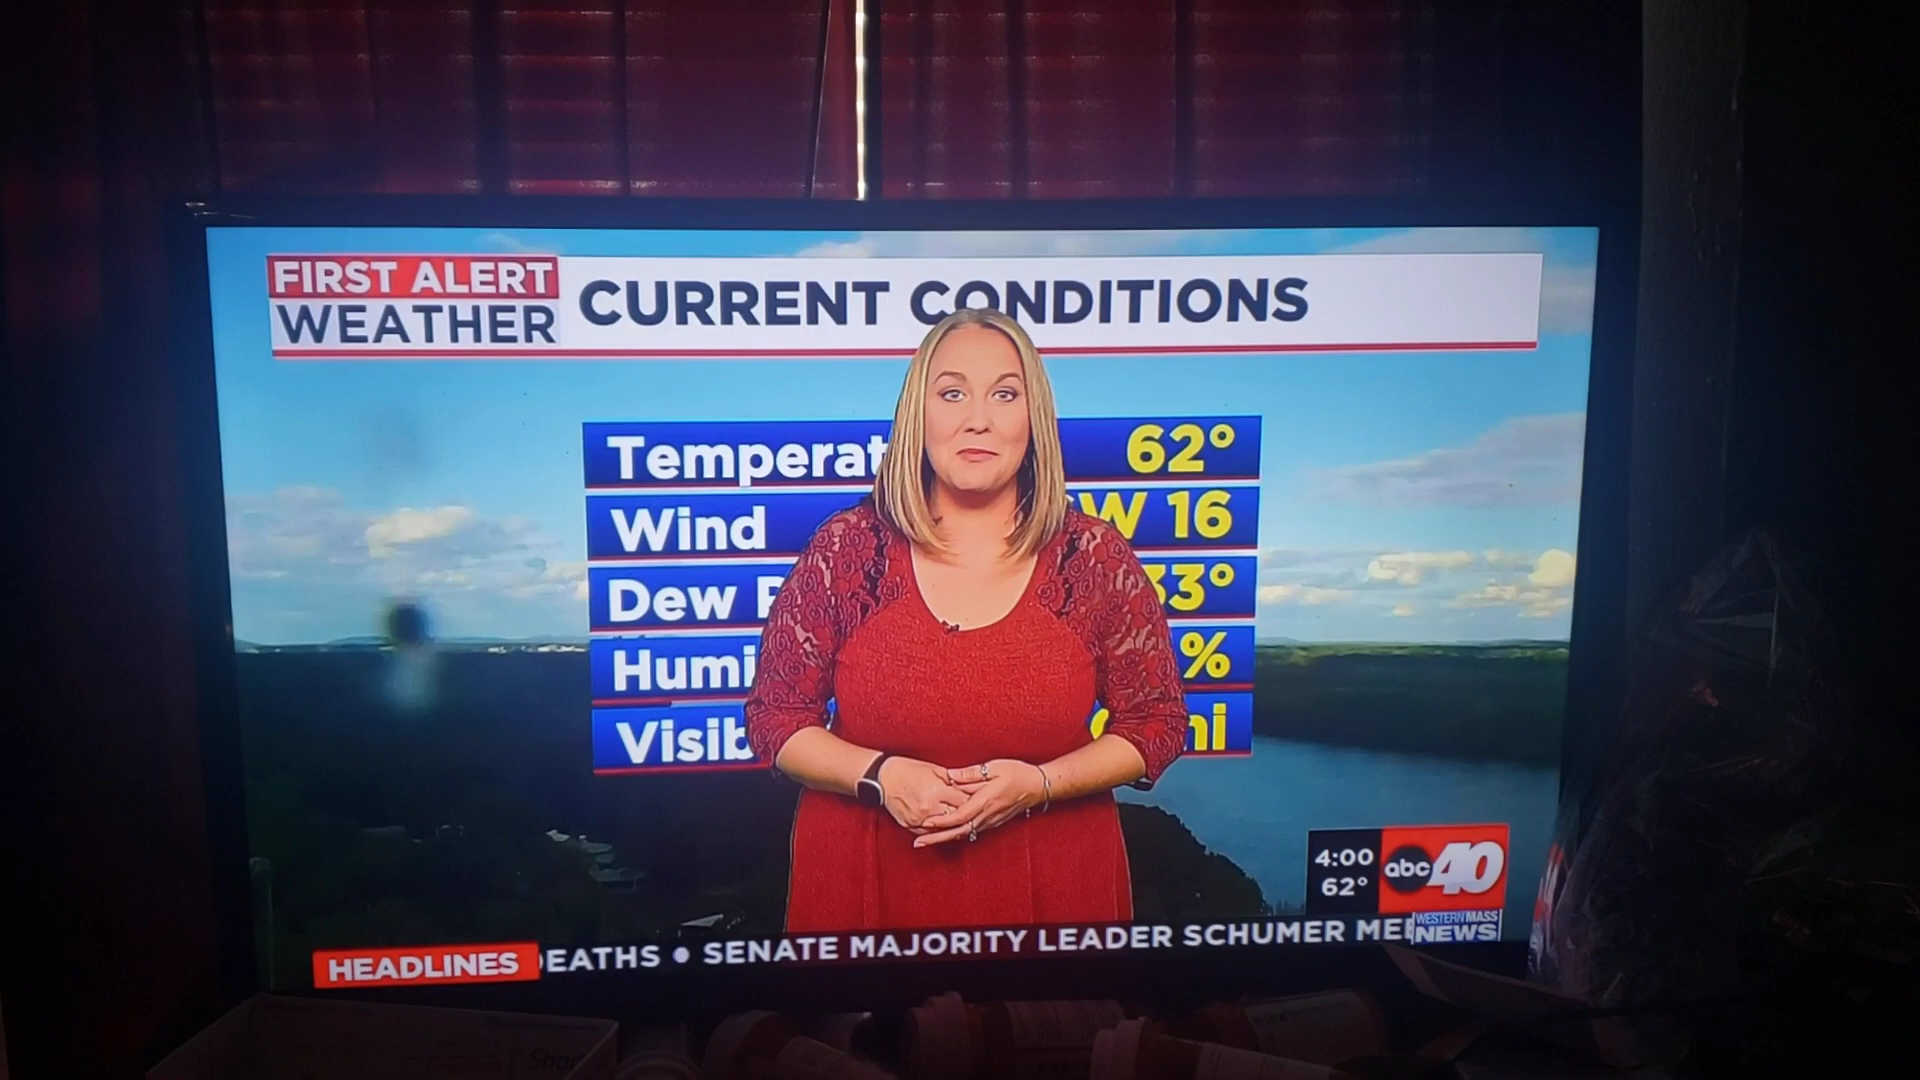 FIRST ALERT
WEATHER
CURRENT CONDITIONS
Temperat 62°
Wind W 16
Dew P 33°
Humi %
Visib mi
4:00
62°
abc 40
WESTERN MASS
NEWS
HEADLINES EATHS • SENATE MAJORITY LEADER SCHUMER ME